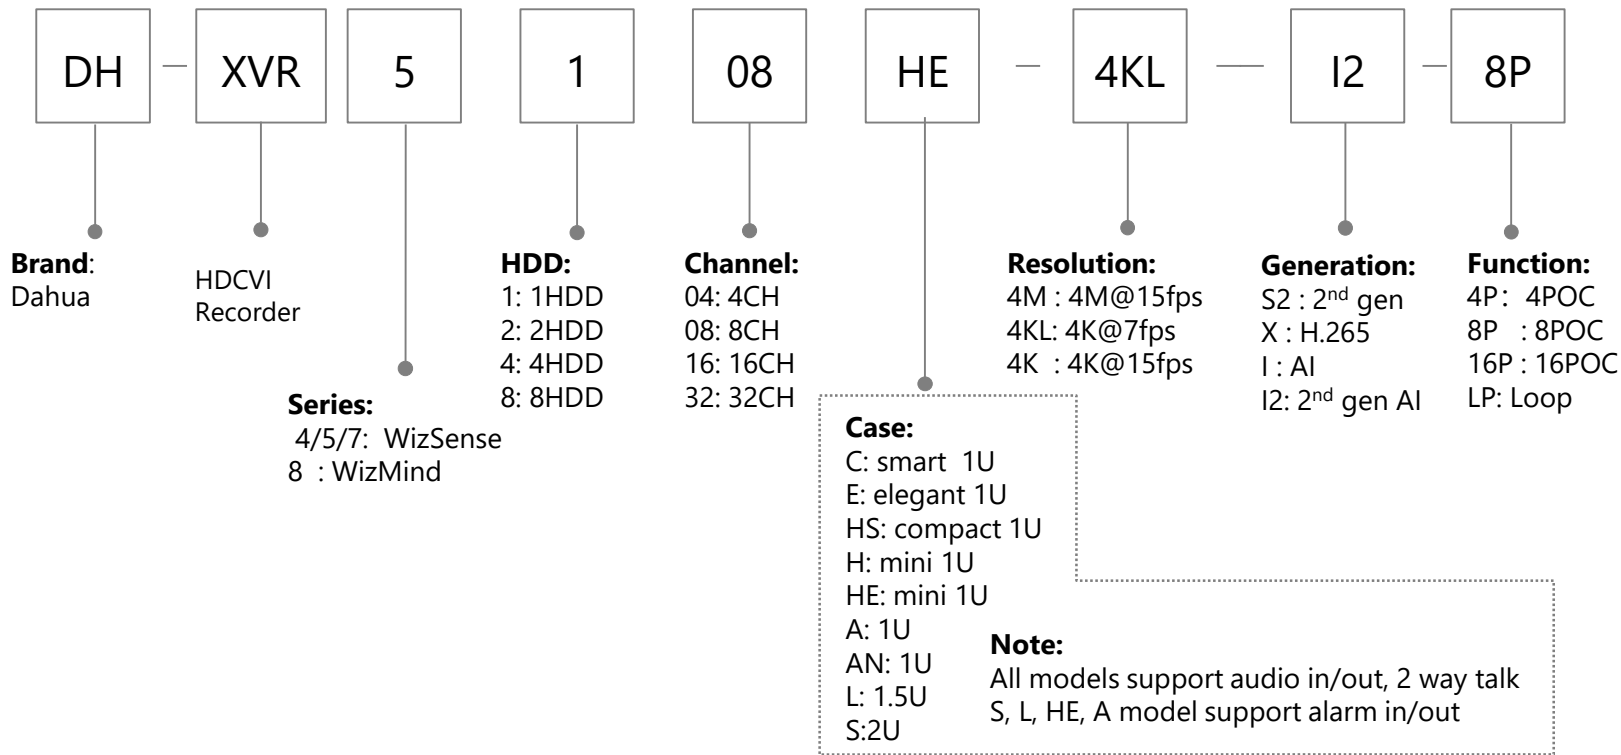 DH — XVR 5 1 08 HE — 4KL — I2 — 8P
Brand:
Dahua
HDCVI
Recorder
Series:
4/5/7: WizSense
8 : WizMind
HDD:
1: 1HDD
2: 2HDD
4: 4HDD
8: 8HDD
Channel:
04: 4CH
08: 8CH
16: 16CH
32: 32CH
Case:
C: smart 1U
E: elegant 1U
HS: compact 1U
H: mini 1U
HE: mini 1U
A: 1U
AN: 1U
L: 1.5U
S:2U
Note:
All models support audio in/out, 2 way talk
S, L, HE, A model support alarm in/out
Resolution:
4M : 4M@15fps
4KL: 4K@7fps
4K : 4K@15fps
Generation:
S2 : 2nd gen
X : H.265
I : AI
I2: 2nd gen AI
Function:
4P: 4POC
8P : 8POC
16P : 16POC
LP: Loop